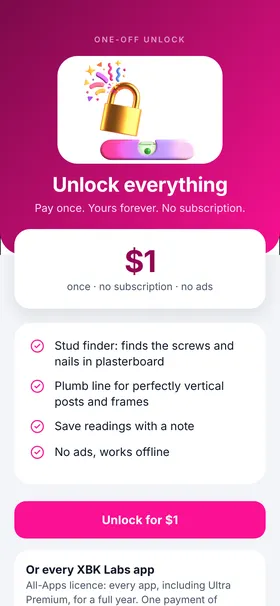 ONE-OFF UNLOCK
Unlock everything
Pay once. Yours forever. No subscription.
$1
once · no subscription · no ads
Stud finder: finds the screws and
nails in plasterboard
Plumb line for perfectly vertical
posts and frames
Save readings with a note
No ads, works offline
Unlock for $1
Or every XBK Labs app
All-Apps licence: every app, including Ultra
Premium, for a full year. One payment of